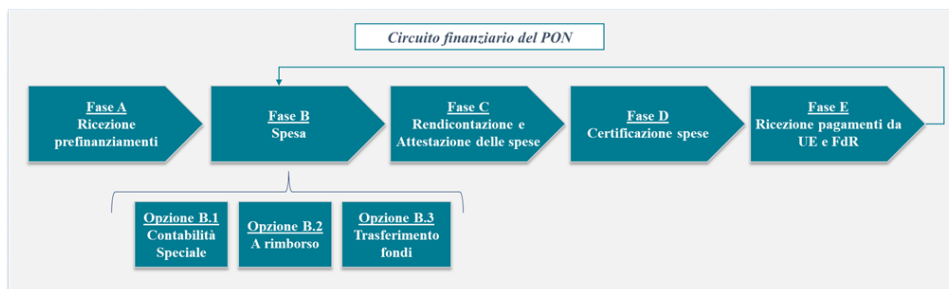 Circuito finanziario del PON
Fase A
Ricezione
prefinanziamenti
Fase B
Spesa
Fase C
Rendicontazione e
Attestazione delle spese
Fase D
Certificazione spese
Fase E
Ricezione pagamenti da
UE e FdR
Opzione B.1
Contabilità
Speciale
Opzione B.2
A rimborso
Opzione B.3
Trasferimento
fondi